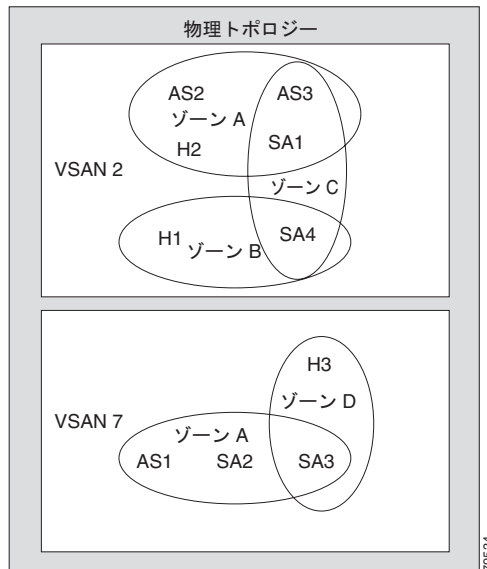 物理トポロジー
AS2 AS3
ゾーン A
H2 SA1
VSAN 2
ゾーン C
H1 ゾーン B SA4
H3
ゾーン D
VSAN 7
ゾーン A
AS1 SA2 SA3